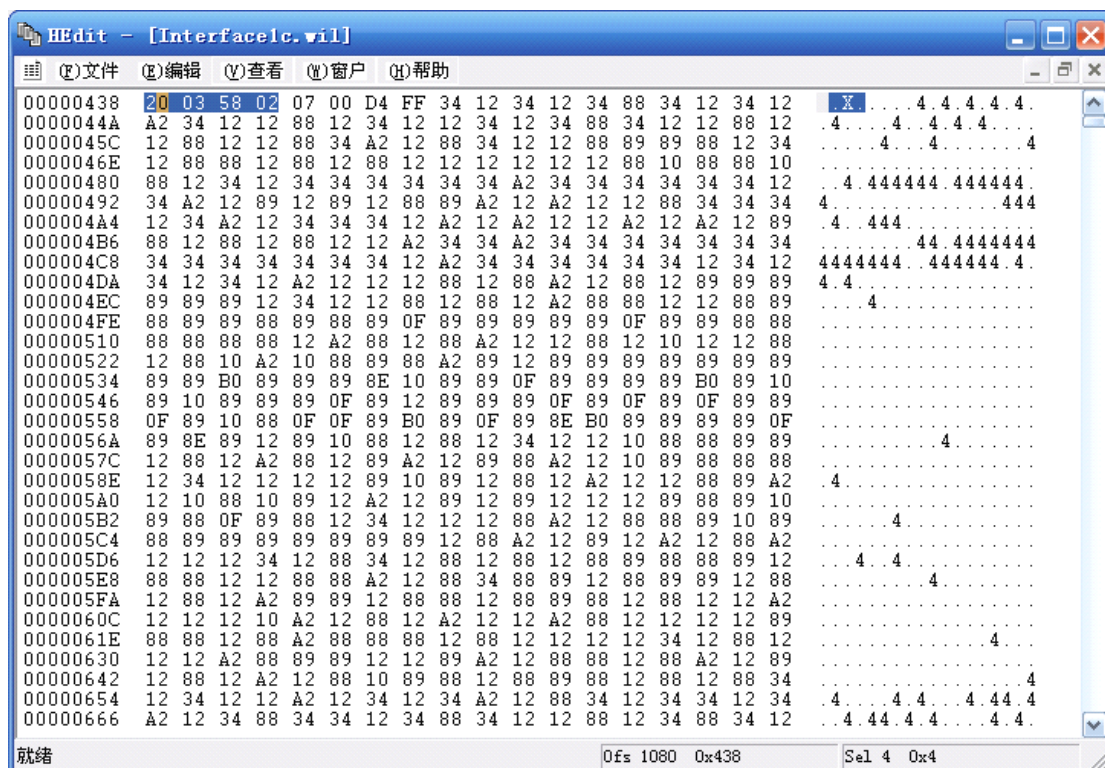 HEdit - [Interface1c.wil]
(F)文件 (E)编辑 (V)查看 (W)窗户 (H)帮助
00000438 20 03 58 02 07 00 D4 FF 34 12 34 12 34 88 34 12 34 12 .X.....4.4.4.4.4.
0000044A A2 34 12 12 88 12 34 12 12 34 12 34 88 34 12 12 88 12 .4....4..4.4.4....
0000045C 12 88 12 12 88 34 A2 12 88 34 12 12 88 89 89 88 12 34 .....4...4.......4
0000046E 12 88 88 12 88 12 88 12 12 12 12 12 12 88 10 88 88 10 ..................
00000480 88 12 34 12 34 34 34 34 34 34 A2 34 34 34 34 34 34 12 ..4.444444.444444.
00000492 34 A2 12 89 12 89 12 88 89 A2 12 A2 12 12 88 34 34 34 4..............444
000004A4 12 34 A2 12 34 34 34 12 A2 12 A2 12 12 A2 12 A2 12 89 .4..444...........
000004B6 88 12 88 12 88 12 12 A2 34 34 A2 34 34 34 34 34 34 34 ........44.4444444
000004C8 34 34 34 34 34 34 34 12 A2 34 34 34 34 34 34 12 34 12 4444444..444444.4.
000004DA 34 12 34 12 A2 12 12 12 88 12 88 A2 12 88 12 89 89 89 4.4...............
000004EC 89 89 89 12 34 12 12 88 12 88 12 A2 88 88 12 12 88 89 ....4.............
000004FE 88 89 89 88 89 88 89 0F 89 89 89 89 89 0F 89 89 88 88 ..................
00000510 88 88 88 88 12 A2 88 12 88 A2 12 12 88 12 10 12 12 88 ..................
00000522 12 88 10 A2 10 88 89 88 A2 89 12 89 89 89 89 89 89 89 ..................
00000534 89 89 B0 89 89 89 8E 10 89 89 0F 89 89 89 89 B0 89 10 ..................
00000546 89 10 89 89 89 0F 89 12 89 89 89 0F 89 0F 89 0F 89 89 ..................
00000558 0F 89 10 88 0F 0F 89 B0 89 0F 89 8E B0 89 89 89 89 0F ..................
0000056A 89 8E 89 12 89 10 88 12 88 12 34 12 12 10 88 88 89 89 ..........4.......
0000057C 12 88 12 A2 88 12 89 A2 12 89 88 A2 12 10 89 88 88 88 ..................
0000058E 12 34 12 12 12 12 89 10 89 12 88 12 A2 12 12 88 89 A2 .4................
000005A0 12 10 88 10 89 12 A2 12 89 12 89 12 12 12 89 88 89 10 ..................
000005B2 89 88 0F 89 88 12 34 12 12 12 88 A2 12 88 88 89 10 89 ......4...........
000005C4 88 89 89 89 89 89 89 89 12 88 A2 12 89 12 A2 12 88 A2 ..................
000005D6 12 12 12 34 12 88 34 12 88 12 88 12 88 89 88 88 89 12 ...4..4...........
000005E8 88 88 12 12 88 88 A2 12 88 34 88 89 12 88 89 89 12 88 .........4........
000005FA 12 88 12 A2 89 89 12 88 88 12 88 89 88 12 88 12 12 A2 ..................
0000060C 12 12 12 10 A2 12 88 12 A2 12 12 A2 88 12 12 12 12 89 ..................
0000061E 88 88 12 88 A2 88 88 88 12 88 12 12 12 12 34 12 88 12 ..............4...
00000630 12 12 A2 88 89 89 12 12 89 A2 12 88 88 12 88 A2 12 89 ..................
00000642 12 88 12 A2 12 88 10 89 88 12 88 89 88 12 88 12 88 34 .................4
00000654 12 34 12 12 A2 12 34 12 34 A2 12 88 34 12 34 34 12 34 .4....4.4...4.44.4
00000666 A2 12 34 88 34 34 12 34 88 34 12 12 88 12 34 88 34 12 ..4.44.4.4....4.4.
就绪 Ofs 1080 0x438 Sel 4 0x4